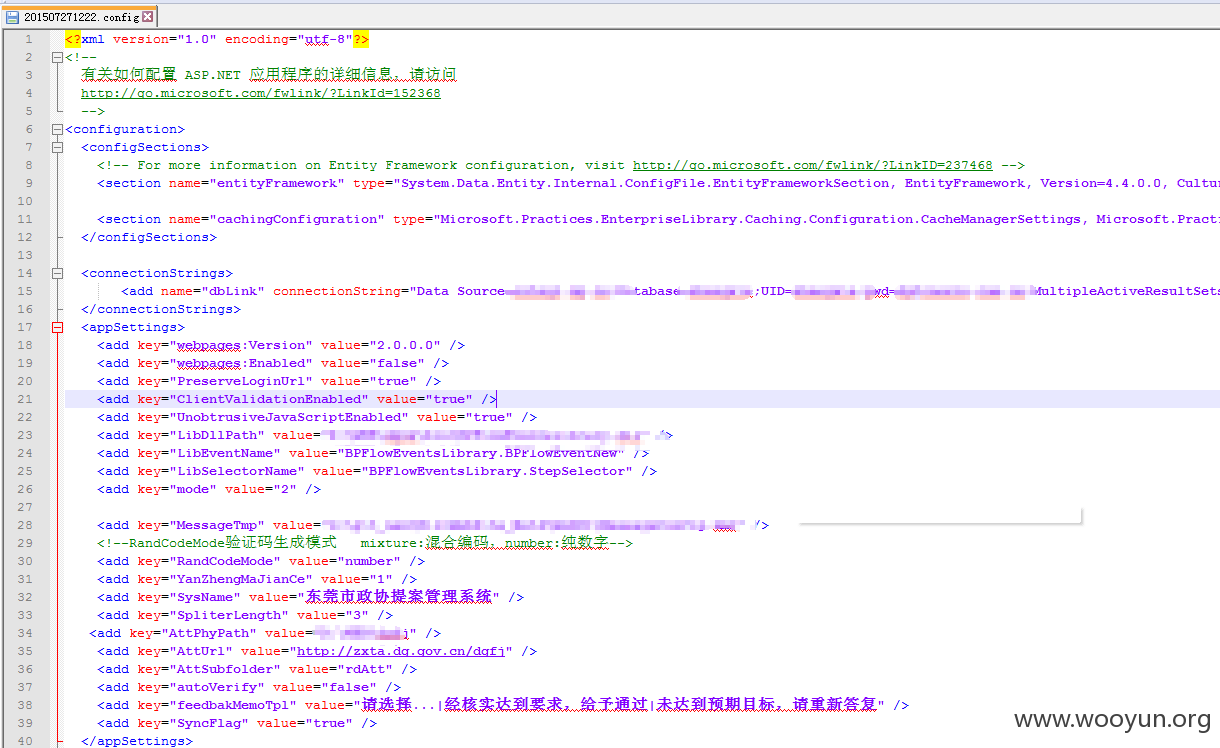 201507271222.config
1 <?xml version="1.0" encoding="utf-8"?>
2 <!--
3 有关如何配置 ASP.NET 应用程序的详细信息，请访问
4 http://go.microsoft.com/fwlink/?LinkId=152368
5 -->
6 <configuration>
7 <configSections>
8 <!-- For more information on Entity Framework configuration, visit http://go.microsoft.com/fwlink/?LinkID=237468 -->
9 <section name="entityFramework" type="System.Data.Entity.Internal.ConfigFile.EntityFrameworkSection, EntityFramework, Version=4.4.0.0, Cultu
10
11 <section name="cachingConfiguration" type="Microsoft.Practices.EnterpriseLibrary.Caching.Configuration.CacheManagerSettings, Microsoft.Practi
12 </configSections>
13
14 <connectionStrings>
15 <add name="dbLink" connectionString="Data Source tabase ;UID= wd= MultipleActiveResultSets
16 </connectionStrings>
17 <appSettings>
18 <add key="webpages:Version" value="2.0.0.0" />
19 <add key="webpages:Enabled" value="false" />
20 <add key="PreserveLoginUrl" value="true" />
21 <add key="ClientValidationEnabled" value="true" />
22 <add key="UnobtrusiveJavaScriptEnabled" value="true" />
23 <add key="LibDllPath" value=" />
24 <add key="LibEventName" value="BPFlowEventsLibrary.BPFlowEventNew" />
25 <add key="LibSelectorName" value="BPFlowEventsLibrary.StepSelector" />
26 <add key="mode" value="2" />
27
28 <add key="MessageTmp" value=" />
29 <!--RandCodeMode验证码生成模式 mixture:混合编码，number:纯数字-->
30 <add key="RandCodeMode" value="number" />
31 <add key="YanZhengMaJianCe" value="1" />
32 <add key="SysName" value="东莞市政协提案管理系统" />
33 <add key="SpliterLength" value="3" />
34 <add key="AttPhyPath" value= j" />
35 <add key="AttUrl" value="http://zxta.dg.gov.cn/dgfj" />
36 <add key="AttSubfolder" value="rdAtt" />
37 <add key="autoVerify" value="false" />
38 <add key="feedbakMemoTpl" value="请选择...|经核实达到要求，给予通过|未达到预期目标，请重新答复" />
39 <add key="SyncFlag" value="true" />
40 </appSettings>
www.wooyun.org